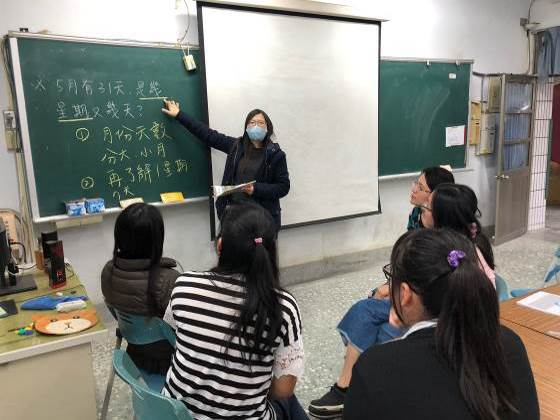 ※ 5月有31天,是幾
星期又幾天?
① 月份天數
分大.小月
② 再了解1星期
7天